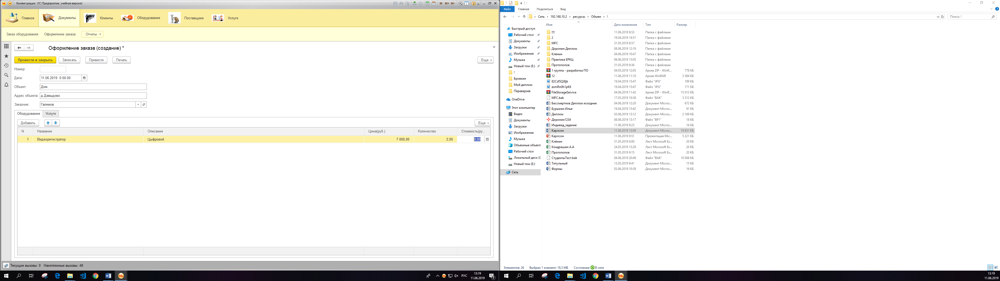 Конфигурация (1С:Предприятие, учебная версия)
M M+ M-
Главное Документы Клиенты Оборудование Поставщики Услуги
Заказ оборудования Оформление заказа Отчеты
Оформление заказа (создание) *
Провести и закрыть Записать Провести Печать Еще
Номер:
Дата: 11.06.2019 0:00:00
Объект: Дом
Адрес объекта: д.Давыдово
Заказчик: Галимов
Оборудование Услуги
Добавить Еще
N Название Описание Цена(руб.) Количество Стоимость(ру...
1 Видеорегистратор Цыфровой 7 000,00 2,00 0,00
Текущие вызовы: 0 Накопленные вызовы: 48
РУС 13:19
11.06.2019
!
Файл Главная Поделиться Вид
Сеть 192.168.10.2 ресурсы Обмен !
Поиск: !
Быстрый доступ
Рабочий стол
Документы
Загрузки
Изображения
Музыка
Новый том (E:)
!
Бровкин
Мой диплом
Переверзев
OneDrive
Этот компьютер
Видео
Документы
Загрузки
Изображения
Музыка
Объемные объекты
Рабочий стол
Локальный диск (C
Новый том (E:)
Сеть
Имя Дата изменения Тип Размер
!!!! 11.06.2019 9:53 Папка с файлами
2 19.04.2019 14:51 Папка с файлами
MFC 31.05.2019 8:57 Папка с файлами
Доронин Диплом 08.06.2019 12:19 Папка с файлами
Клёнин 04.06.2019 10:47 Папка с файлами
Практика ЕРКЦ 06.06.2019 13:05 Папка с файлами
Протопопов 31.05.2019 9:36 Папка с файлами
1 группа - разработка ПО 04.05.2019 12:05 Архив ZIP - WinR... 778 КБ
12 11.06.2019 11:10 Архив WinRAR 3 584 КБ
82CzfSQJ8jk 19.04.2019 15:47 Файл "JPG" 199 КБ
esmRn0h1pK8 19.04.2019 15:47 Файл "JPG" 171 КБ
FileStorageService 04.06.2019 11:42 Архив ZIP - WinR... 15 012 КБ
MFC.bak 17.05.2019 10:38 Файл "BAK" 3 312 КБ
Бессмертнов Диплом исходник 04.06.2019 12:20 Документ Micros... 672 КБ
Бурыкин Илья 19.04.2019 15:42 Документ Micros... 91 КБ
Диплом 03.06.2019 13:12 Документ Micros... 2 169 КБ
Доронин1234 08.06.2019 13:17 Файл "BP1" 18 КБ
Индивид_задание 11.06.2019 9:23 Документ Micros... 16 КБ
Карлсон 11.06.2019 13:09 Документ Micros... 19 831 КБ
Карлсон 11.06.2019 9:51 Презентация Mic... 5 221 КБ
Клёнин 31.05.2019 0:00 Лист Microsoft Ex... 20 КБ
Кондрашин А.А 24.05.2019 13:28 Лист Microsoft Ex... 20 КБ
Протопопов 31.05.2019 9:15 Лист Microsoft Ex... 20 КБ
СтудентыТест.bak 04.06.2019 20:49 Файл "BAK" 10 008 КБ
Титульный 13.05.2019 9:41 Документ Micros... 15 КБ
Формы 03.06.2019 10:39 Документ Micros... 16 КБ
Элементов: 26 Выбран 1 элемент: 19,3 МБ Состояние: В сети
13:19
11.06.2019